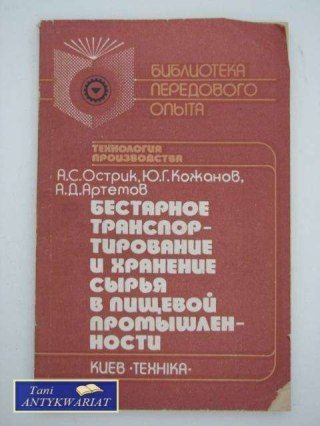 БИБЛИОТЕКА
ПЕРЕДОВОГО
ОПЫТА
ТЕХНОЛОГИЯ
ПРОИЗВОДСТВА
А.С.Острик, Ю.Г.Кожанов,
А.Д.Артемов
БЕСТАРНОЕ
ТРАНСПОР-
ТИРОВАНИЕ
И ХРАНЕНИЕ
СЫРЬЯ
В ПИЩЕВОЙ
ПРОМЫШЛЕН-
НОСТИ
КИЕВ «ТЕХНІКА»
Tani
ANTYKWARIAT